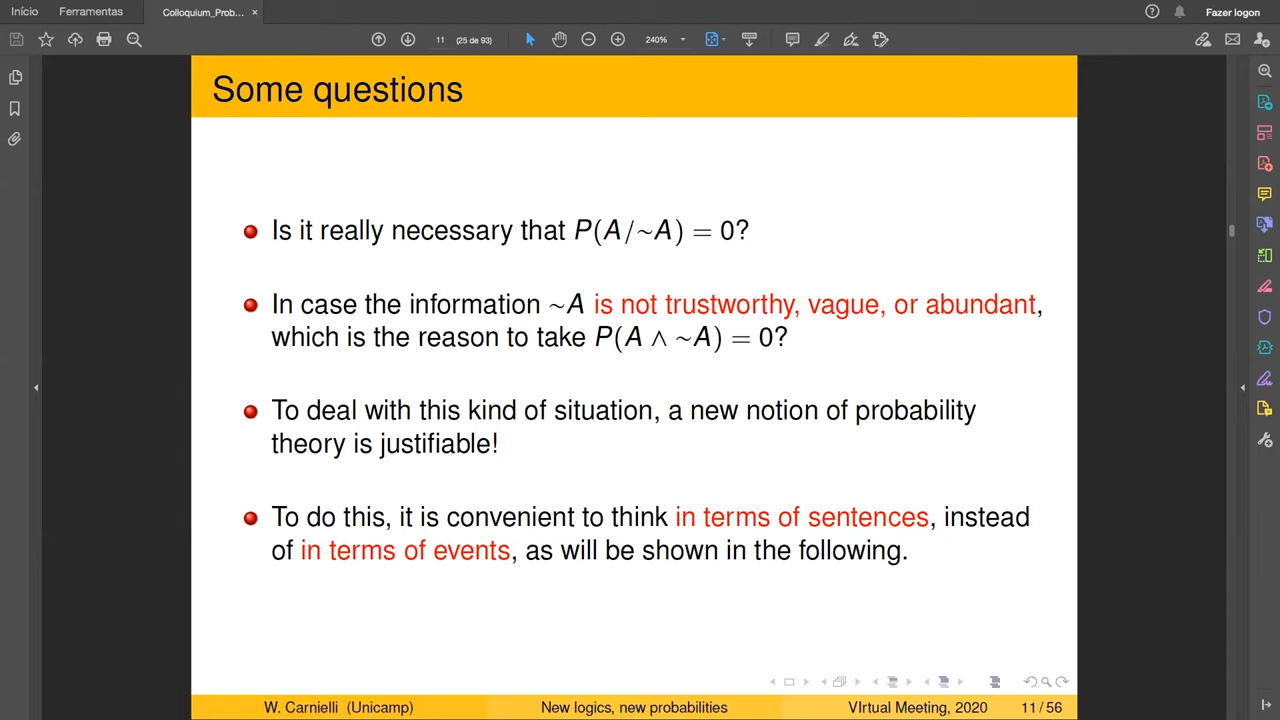 Início Ferramentas Colloquium_Prob... × Fazer logon
11 (25 de 93) 240%
Some questions
Is it really necessary that P(A/∼A) = 0?
In case the information ∼A is not trustworthy, vague, or abundant,
which is the reason to take P(A ∧ ∼A) = 0?
To deal with this kind of situation, a new notion of probability
theory is justifiable!
To do this, it is convenient to think in terms of sentences, instead
of in terms of events, as will be shown in the following.
W. Carnielli (Unicamp) New logics, new probabilities VIrtual Meeting, 2020 11 / 56